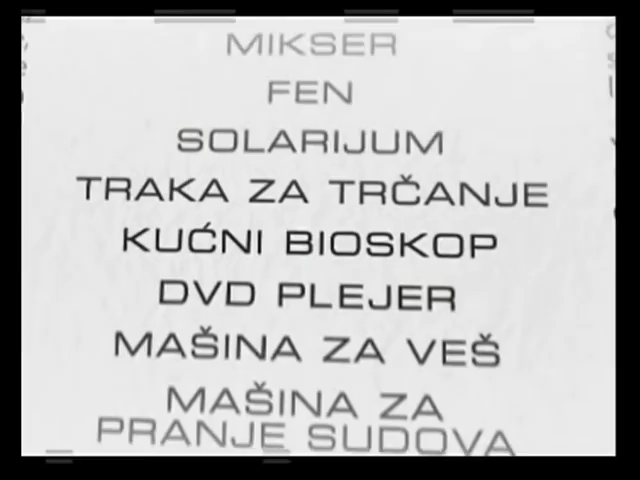 MIKSER
FEN
SOLARIJUM
TRAKA ZA TRČANJE
KUĆNI BIOSKOP
DVD PLEJER
MAŠINA ZA VEŠ
MAŠINA ZA
PRANJE SUDOVA